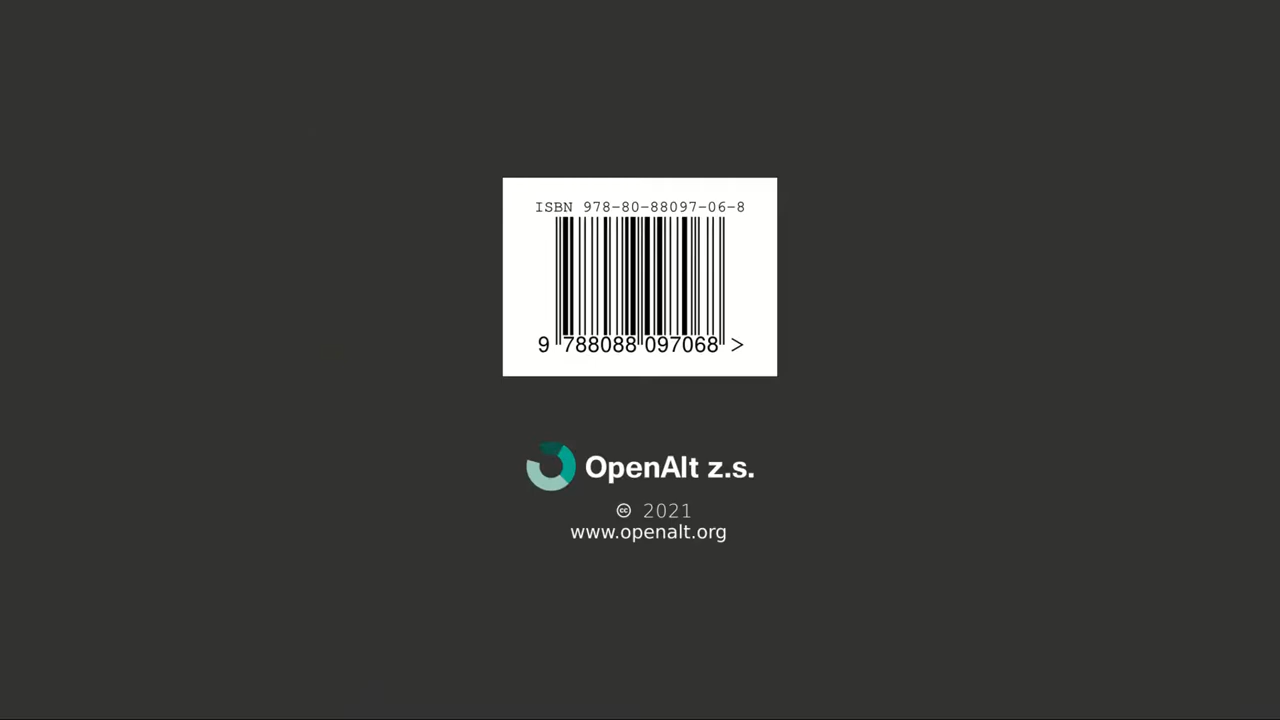 ISBN 978-80-88097-06-8
9 788088 097068 >
OpenAlt z.s.
🅭 2021
www.openalt.org